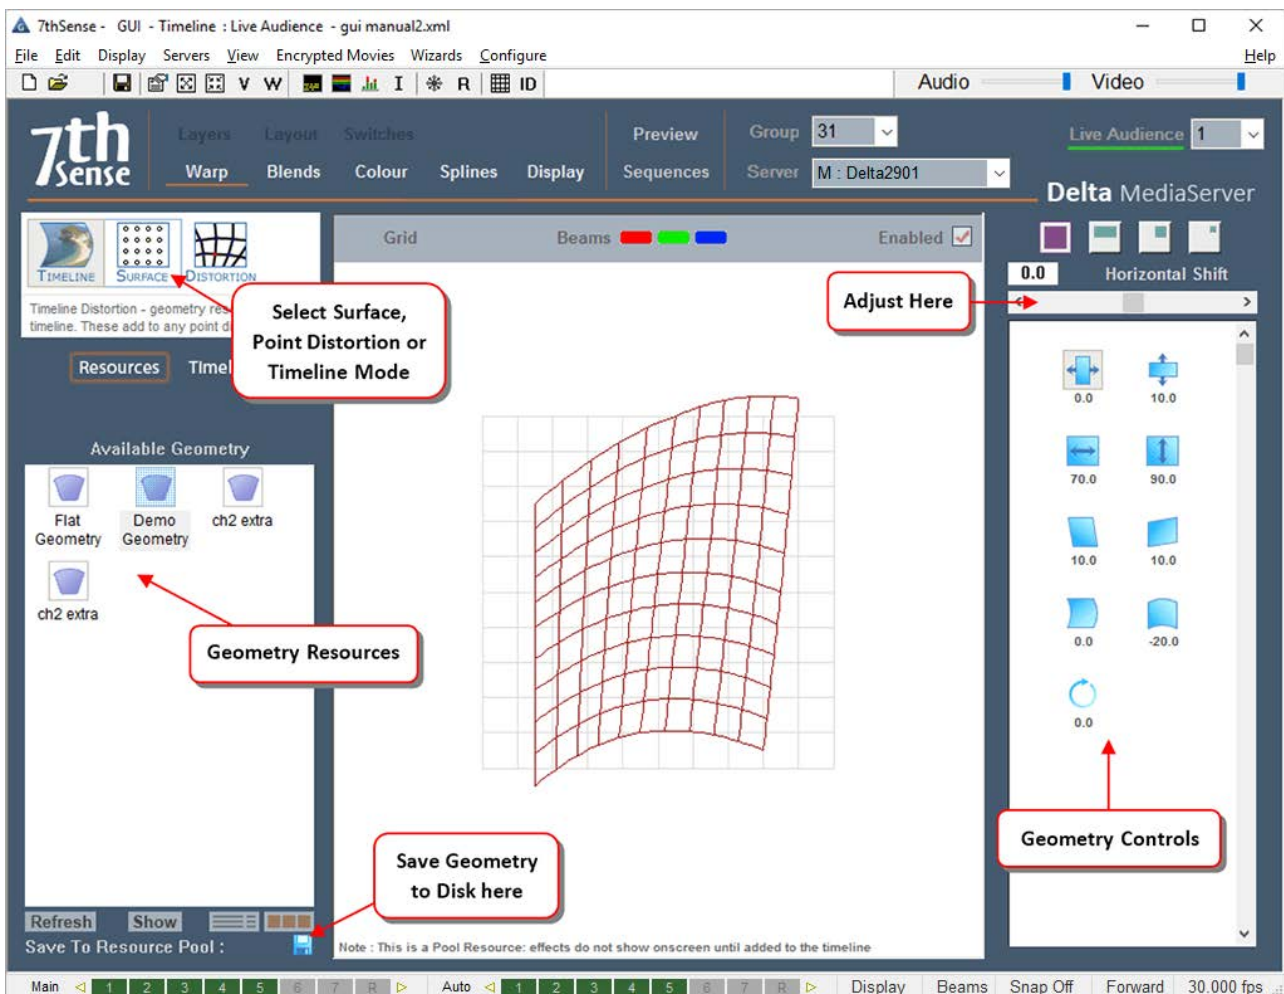 7thSense - GUI - Timeline : Live Audience - gui manual2.xml
File Edit Display Servers View Encrypted Movies Wizards Configure Help
V W I R ID Audio Video
7th Sense
Layers Layout Switches Preview Group 31 Live Audience 1
Warp Blends Colour Splines Display Sequences Server M : Delta2901
Delta MediaServer
TIMELINE SURFACE DISTORTION
Grid Beams Enabled
0.0 Horizontal Shift
Timeline Distortion - geometry res
timeline. These add to any point d
Select Surface,
Point Distortion or
Timeline Mode
Adjust Here
Resources
0.0 10.0
70.0 90.0
10.0 10.0
0.0 -20.0
0.0
Available Geometry
Flat Geometry
Demo Geometry
ch2 extra
ch2 extra
Geometry Resources
Geometry Controls
Save Geometry
to Disk here
Refresh Show
Save To Resource Pool :
Note : This is a Pool Resource: effects do not show onscreen until added to the timeline
Main 1 2 3 4 5 6 7 R Auto 1 2 3 4 5 6 7 R Display Beams Snap Off Forward 30.000 fps